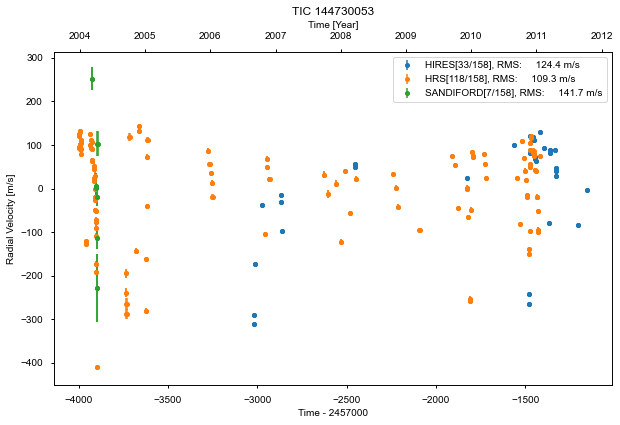 TIC 144730053
Time [Year]
2004 2005 2006 2007 2008 2009 2010 2011 2012
HIRES[33/158], RMS: 124.4 m/s
HRS[118/158], RMS: 109.3 m/s
SANDIFORD[7/158], RMS: 141.7 m/s
Radial Velocity [m/s]
300
200
100
0
−100
−200
−300
−400
−4000 −3500 −3000 −2500 −2000 −1500
Time - 2457000